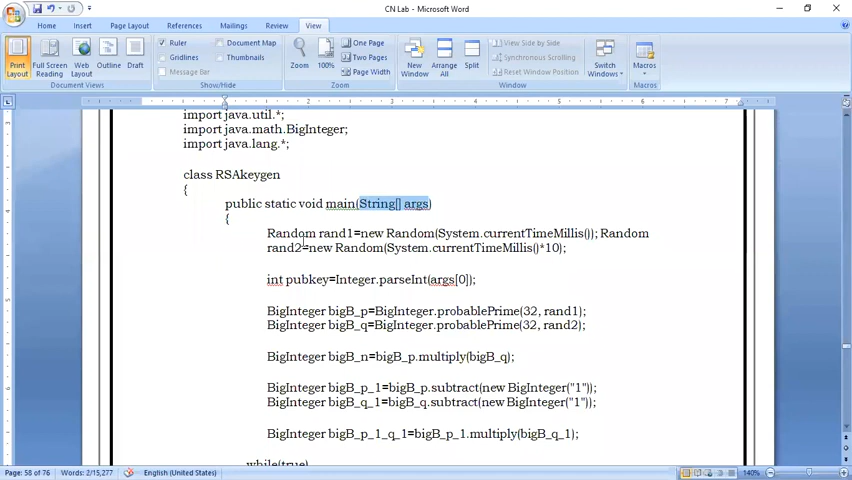 CN Lab - Microsoft Word
Home Insert Page Layout References Mailings Review View
Print Layout
Full Screen Reading
Web Layout
Outline
Draft
Document Views
Ruler
Gridlines
Message Bar
Document Map
Thumbnails
Show/Hide
Zoom
100%
One Page
Two Pages
Page Width
Zoom
New Window
Arrange All
Split
View Side by Side
Synchronous Scrolling
Reset Window Position
Window
Switch Windows
Macros
Macros
import java.util.*;
import java.math.BigInteger;
import java.lang.*;
class RSAkeygen
{
public static void main(String[] args)
{
Random rand1=new Random(System.currentTimeMillis()); Random
rand2=new Random(System.currentTimeMillis()*10);
int pubkey=Integer.parseInt(args[0]);
BigInteger bigB_p=BigInteger.probablePrime(32, rand1);
BigInteger bigB_q=BigInteger.probablePrime(32, rand2);
BigInteger bigB_n=bigB_p.multiply(bigB_q);
BigInteger bigB_p_1=bigB_p.subtract(new BigInteger("1"));
BigInteger bigB_q_1=bigB_q.subtract(new BigInteger("1"));
BigInteger bigB_p_1_q_1=bigB_p_1.multiply(bigB_q_1);
while(true)
Page: 58 of 76 Words: 2/15,277 English (United States) 140%